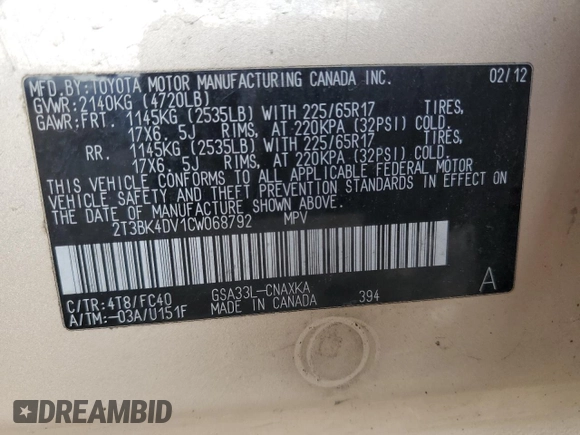 MFD.BY:TOYOTA MOTOR MANUFACTURING CANADA INC. 02/12
GVWR:2140KG (4720LB)
GAWR:FRT. 1145KG (2535LB) WITH 225/65R17 TIRES,
17X6. 5J RIMS, AT 220KPA (32PSI) COLD.
RR. 1145KG (2535LB) WITH 225/65R17 TIRES,
17X6. 5J RIMS, AT 220KPA (32PSI) COLD.
THIS VEHICLE CONFORMS TO ALL APPLICABLE FEDERAL MOTOR
VEHICLE SAFETY AND THEFT PREVENTION STANDARDS IN EFFECT ON
THE DATE OF MANUFACTURE SHOWN ABOVE.
2T3BK4DV1CW068792 MPV
A
C/TR:4T8/FC40 GSA33L-CNAXKA 394
A/TM:-03A/U151F MADE IN CANADA
DREAMBID